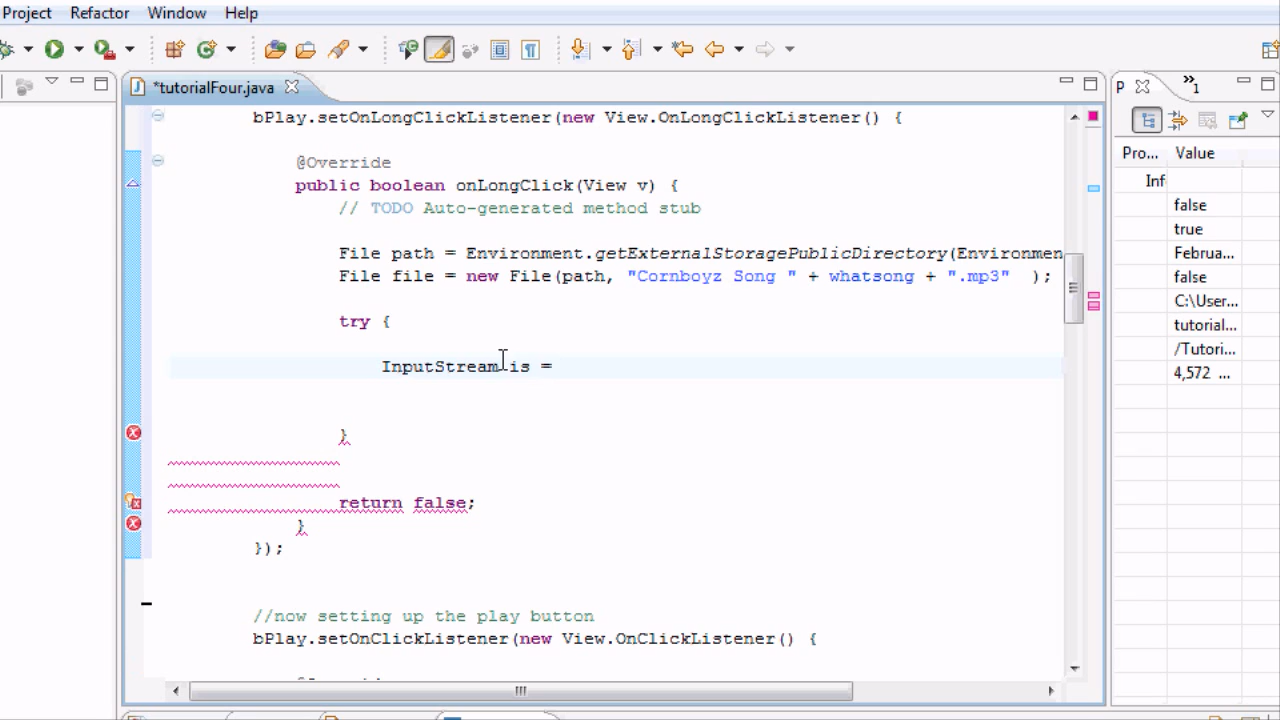 Project Refactor Window Help
*tutorialFour.java
P
1
bPlay.setOnLongClickListener(new View.OnLongClickListener() {
@Override
public boolean onLongClick(View v) {
// TODO Auto-generated method stub
File path = Environment.getExternalStoragePublicDirectory(Environmen
File file = new File(path, "Cornboyz Song " + whatsong + ".mp3" );
try {
InputStream is =
}
return false;
}
});
//now setting up the play button
bPlay.setOnClickListener(new View.OnClickListener() {
Pro... Value
Inf
false
true
Februa...
false
C:\User...
tutorial...
/Tutori...
4,572 ...